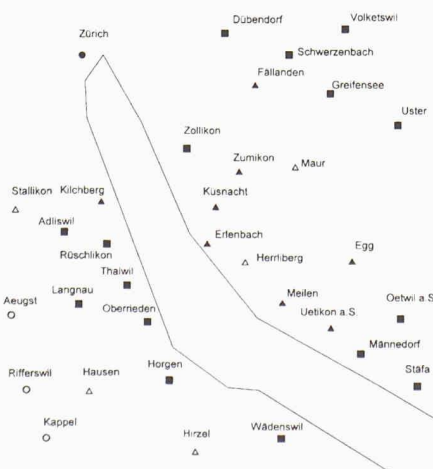 Volketswil
Dübendorf
Zürich
Schwerzenbach
Fällanden
Greifensee
Uster
Zollikon
Zumikon
Maur
Stallikon
Kilchberg
Küsnacht
Adliswil
Erlenbach
Egg
Rüschlikon
Herrliberg
Thalwil
Langnau
Meilen
Oetwil a.S.
Aeugst
Oberrieden
Uetikon a.S.
Männedorf
Horgen
Stäfa
Rifferswil
Hausen
Kappel
Hirzel
Wädenswil